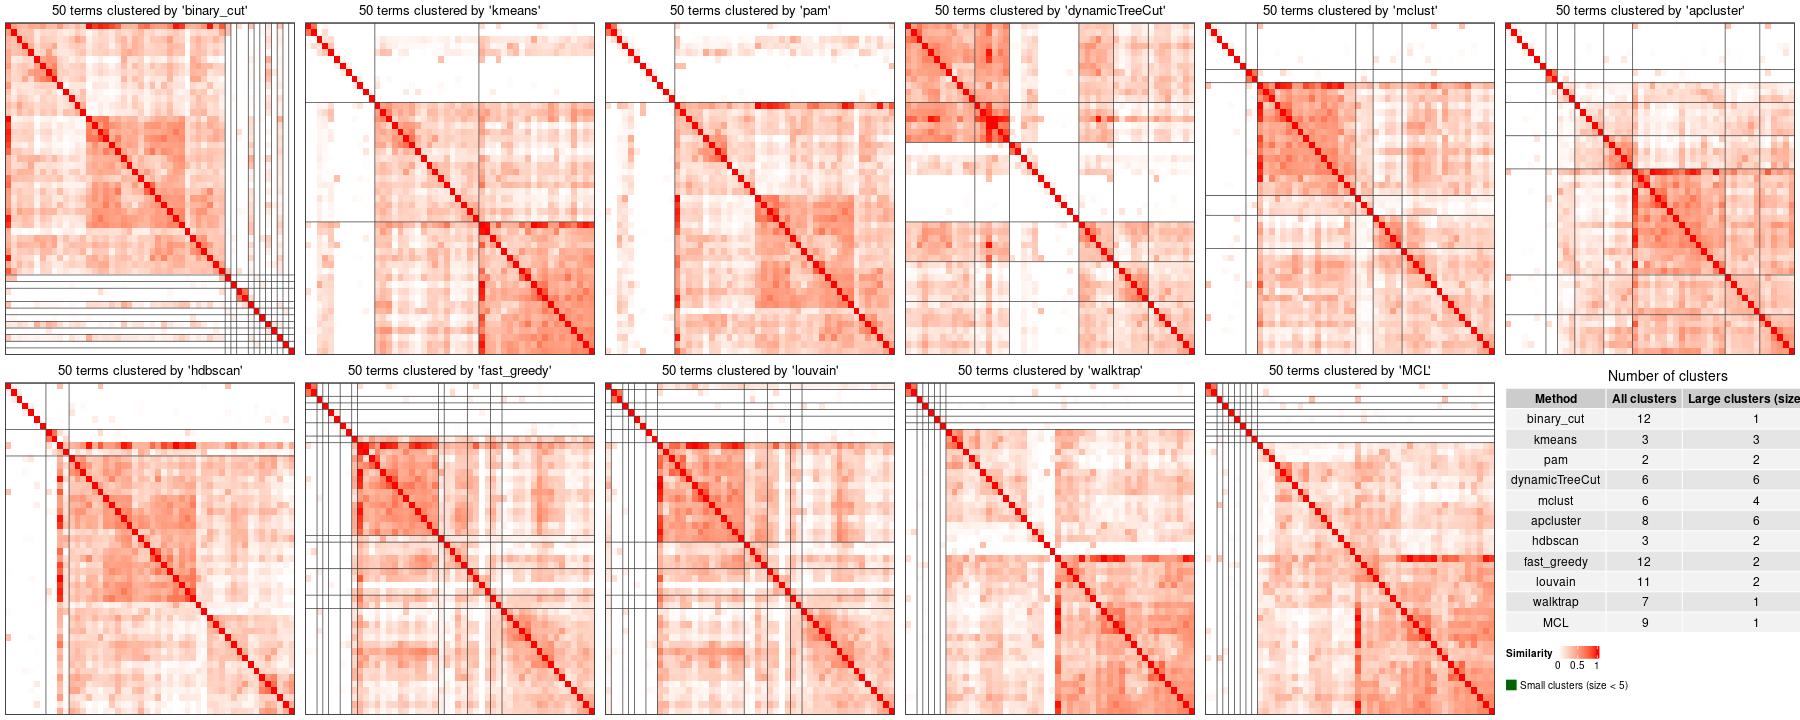 50 terms clustered by 'binary_cut'
50 terms clustered by 'kmeans'
50 terms clustered by 'pam'
50 terms clustered by 'dynamicTreeCut'
50 terms clustered by 'mclust'
50 terms clustered by 'apcluster'
50 terms clustered by 'hdbscan'
50 terms clustered by 'fast_greedy'
50 terms clustered by 'louvain'
50 terms clustered by 'walktrap'
50 terms clustered by 'MCL'
Number of clusters
Method All clusters Large clusters (size
binary_cut 12 1
kmeans 3 3
pam 2 2
dynamicTreeCut 6 6
mclust 6 4
apcluster 8 6
hdbscan 3 2
fast_greedy 12 2
louvain 11 2
walktrap 7 1
MCL 9 1
Similarity
0 0.5 1
Small clusters (size < 5)